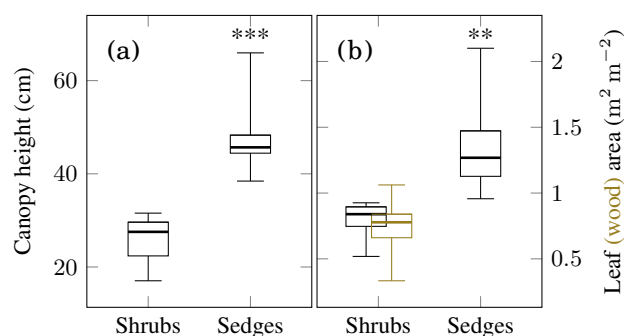 (a)
***
(b)
**
Canopy height (cm)
60
40
20
2
1.5
1
0.5
Leaf (wood) area (m² m⁻²)
Shrubs
Sedges
Shrubs
Sedges